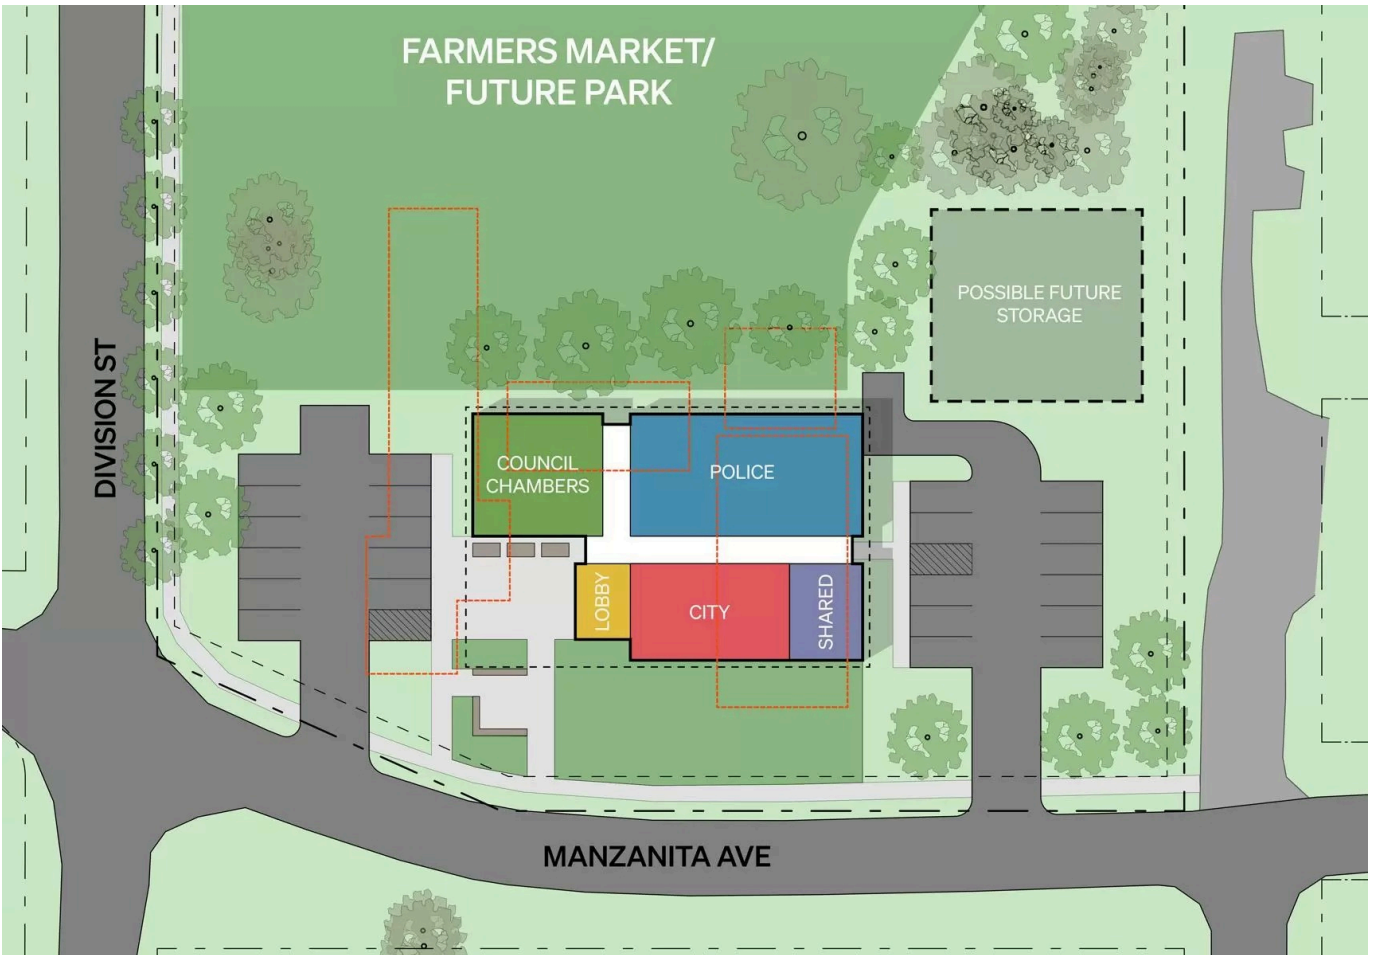 FARMERS MARKET/
FUTURE PARK
POSSIBLE FUTURE
STORAGE
DIVISION ST
COUNCIL
CHAMBERS
POLICE
LOBBY
CITY
SHARED
MANZANITA AVE